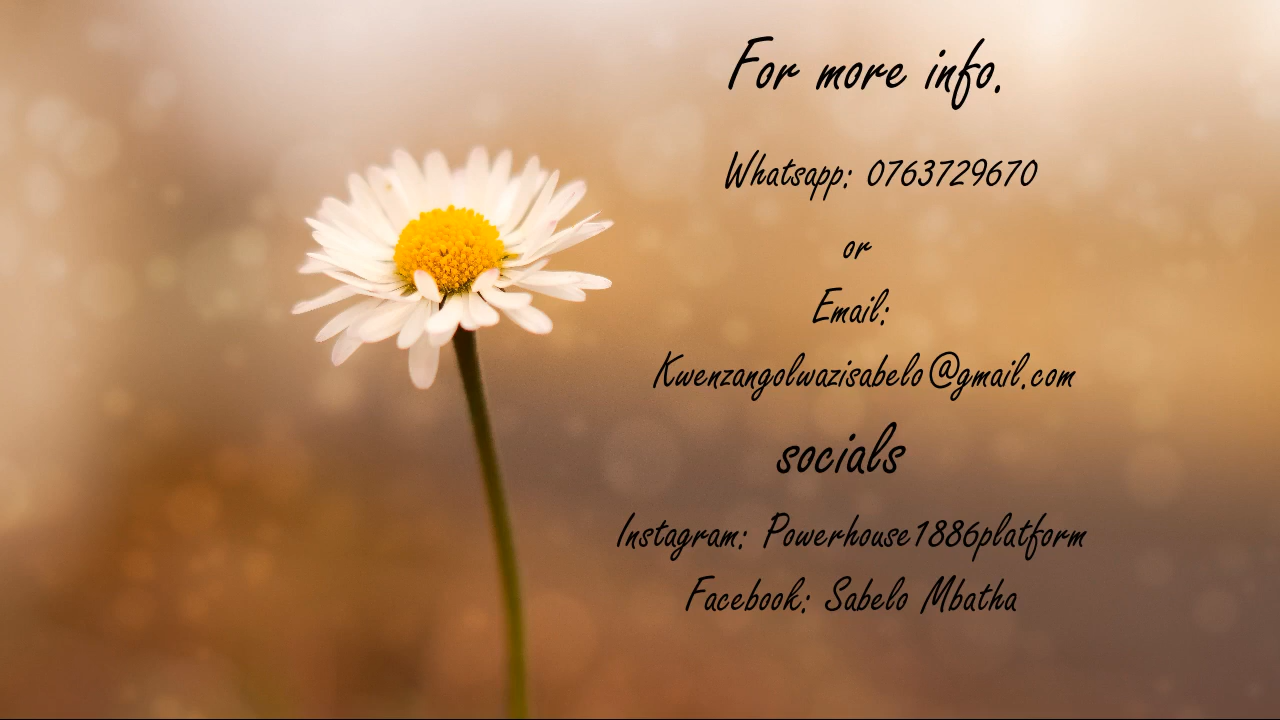 For more info.
Whatsapp: 0763729670
or
Email:
Kwenzangolwazisabelo@gmail.com
socials
Instagram: Powerhouse1886platform
Facebook: Sabelo Mbatha